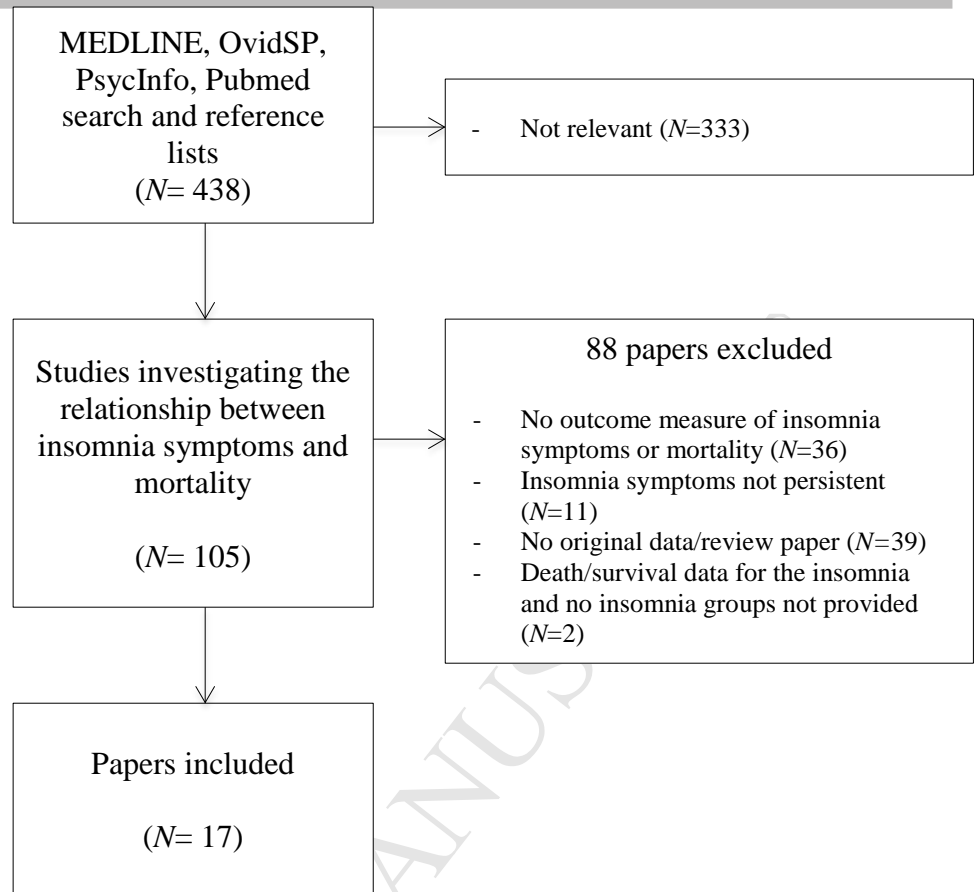 MEDLINE, OvidSP,
PsycInfo, Pubmed
search and reference
lists
(N= 438)
- Not relevant (N=333)
Studies investigating the
relationship between
insomnia symptoms and
mortality
(N= 105)
88 papers excluded
- No outcome measure of insomnia
symptoms or mortality (N=36)
- Insomnia symptoms not persistent
(N=11)
- No original data/review paper (N=39)
- Death/survival data for the insomnia
and no insomnia groups not provided
(N=2)
Papers included
(N= 17)
ANUS